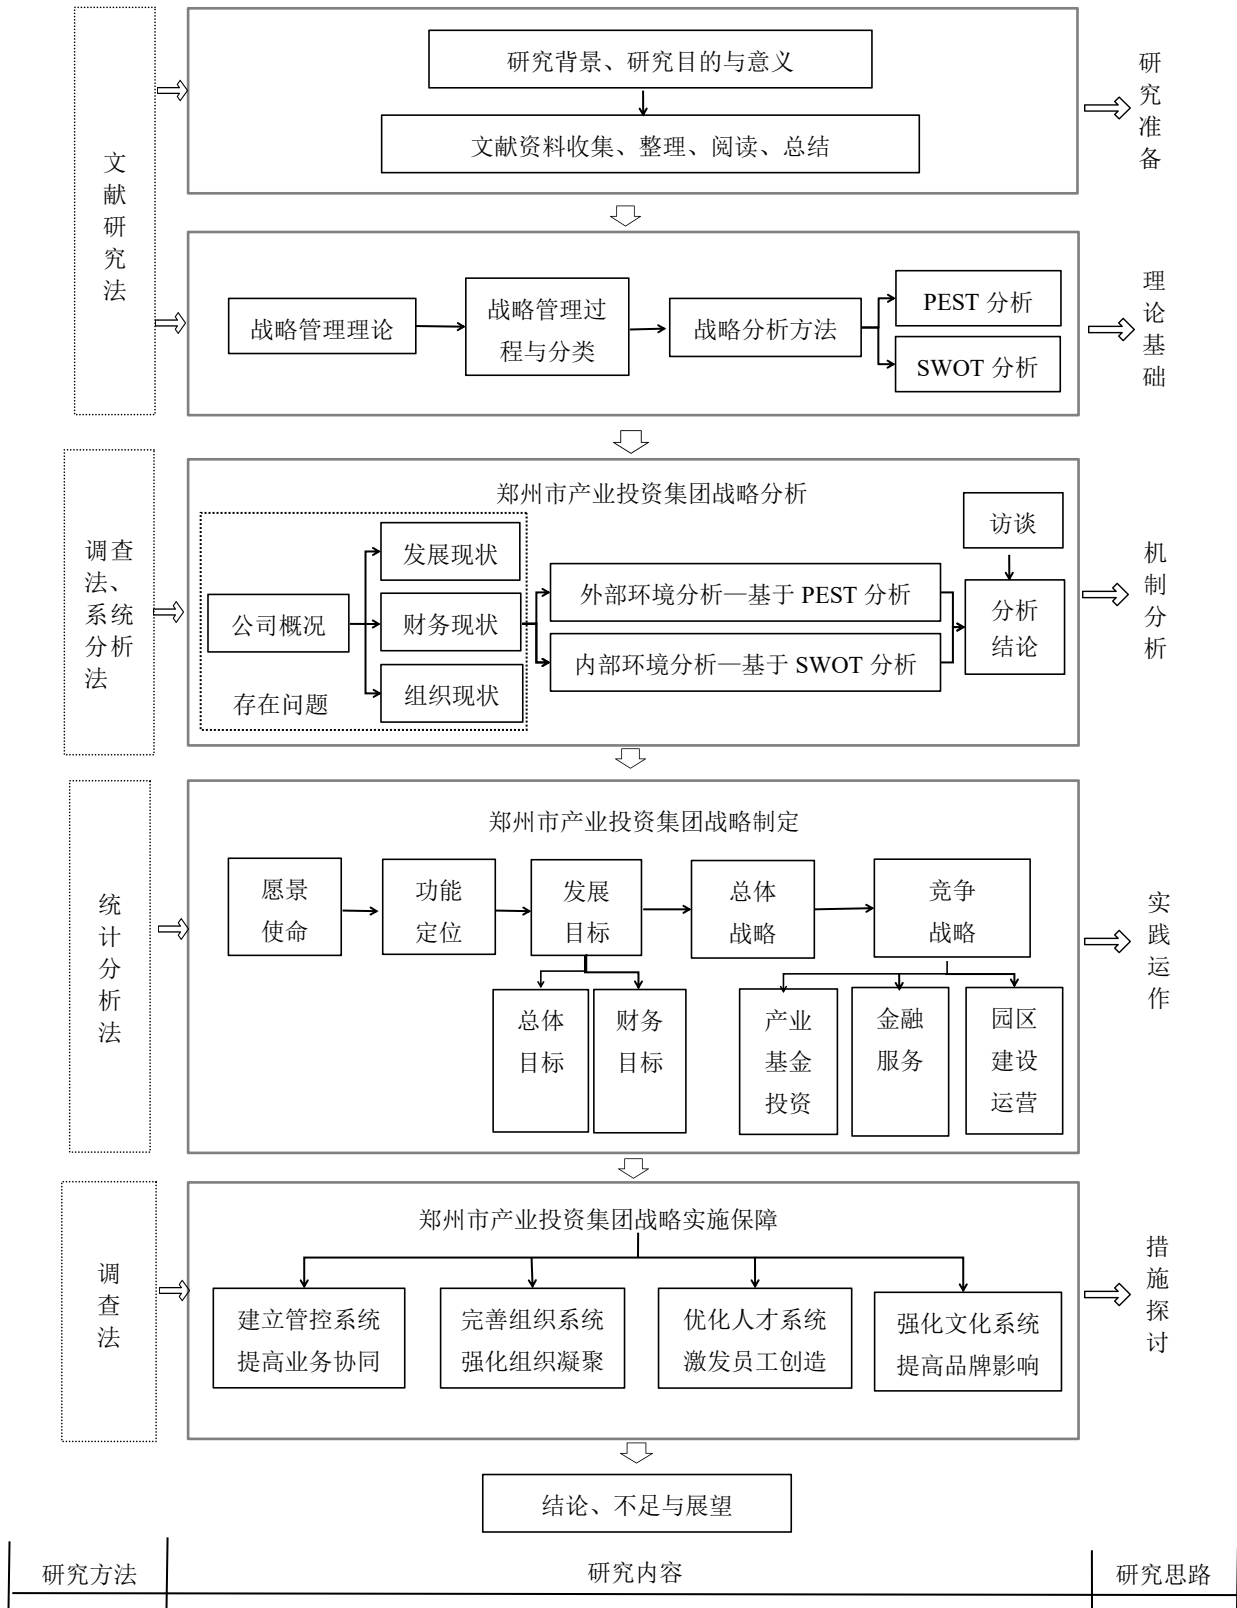 文献研究法
研究背景、研究目的与意义
文献资料收集、整理、阅读、总结
研究准备
战略管理理论
战略管理过
程与分类
战略分析方法
PEST 分析
SWOT 分析
理论基础
调查
法、
系统
分析
法
郑州市产业投资集团战略分析
公司概况
发展现状
财务现状
组织现状
存在问题
外部环境分析—基于 PEST 分析
内部环境分析—基于 SWOT 分析
访谈
分析
结论
机制分析
统计分析法
郑州市产业投资集团战略制定
愿景
使命
功能
定位
发展
目标
总体
战略
竞争
战略
总体
目标
财务
目标
产业
基金
投资
金融
服务
园区
建设
运营
实践运作
调查法
郑州市产业投资集团战略实施保障
建立管控系统
提高业务协同
完善组织系统
强化组织凝聚
优化人才系统
激发员工创造
强化文化系统
提高品牌影响
措施探讨
结论、不足与展望
研究方法
研究内容
研究思路